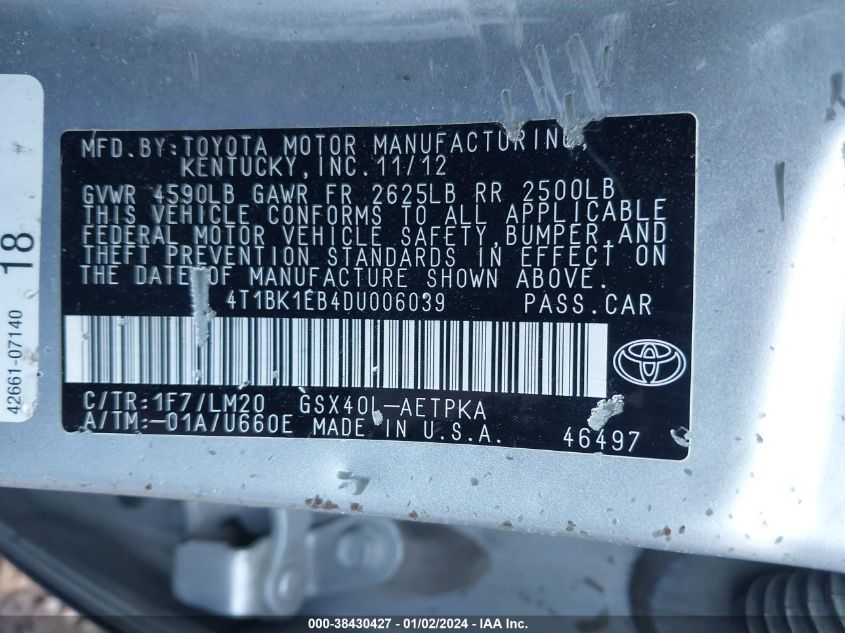 MFD. BY: TOYOTA MOTOR MANUFACTURING,
KENTUCKY, INC. 11/12
GVWR 4590LB GAWR FR 2625LB RR 2500LB
THIS VEHICLE CONFORMS TO ALL APPLICABLE
FEDERAL MOTOR VEHICLE SAFETY, BUMPER, AND
THEFT PREVENTION STANDARDS IN EFFECT ON
THE DATE OF MANUFACTURE SHOWN ABOVE.
4T1BK1EB4DU006039 PASS. CAR
C/TR: 1F7/LM20 GSX40L-AETPKA
A/TM: -01A/U660E MADE IN U.S.A. 46497
42661-07140 18
000-38430427 - 01/02/2024 - IAA Inc.